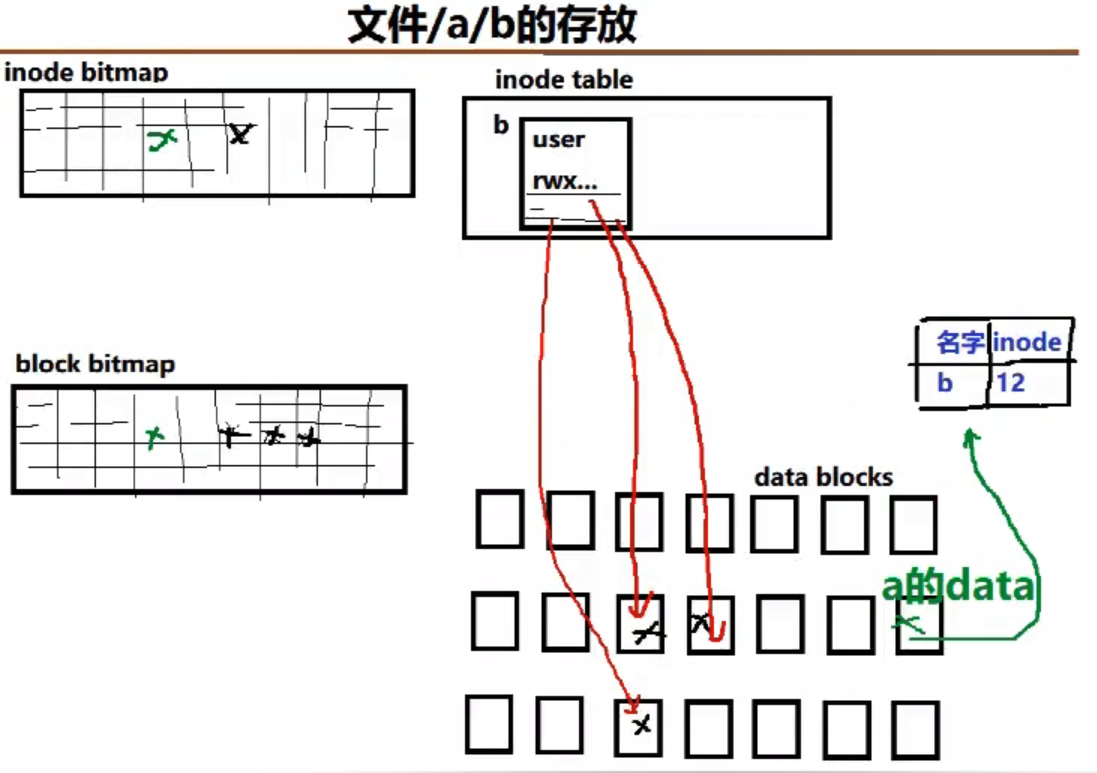 文件/a/b的存放
inode bitmap
inode table
b
user
rwx...
block bitmap
名字 inode
b 12
data blocks
a的data